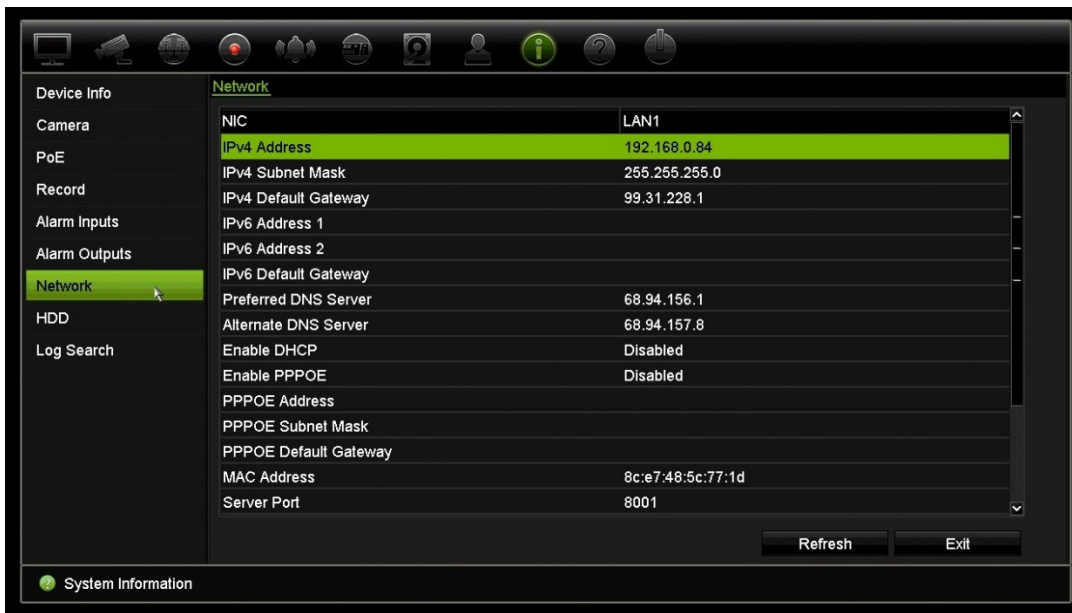 Device Info
Camera
PoE
Record
Alarm Inputs
Alarm Outputs
Network
HDD
Log Search
Network
NIC LAN1
IPv4 Address 192.168.0.84
IPv4 Subnet Mask 255.255.255.0
IPv4 Default Gateway 99.31.228.1
IPv6 Address 1
IPv6 Address 2
IPv6 Default Gateway
Preferred DNS Server 68.94.156.1
Alternate DNS Server 68.94.157.8
Enable DHCP Disabled
Enable PPPOE Disabled
PPPOE Address
PPPOE Subnet Mask
PPPOE Default Gateway
MAC Address 8c:e7:48:5c:77:1d
Server Port 8001
Refresh Exit
System Information